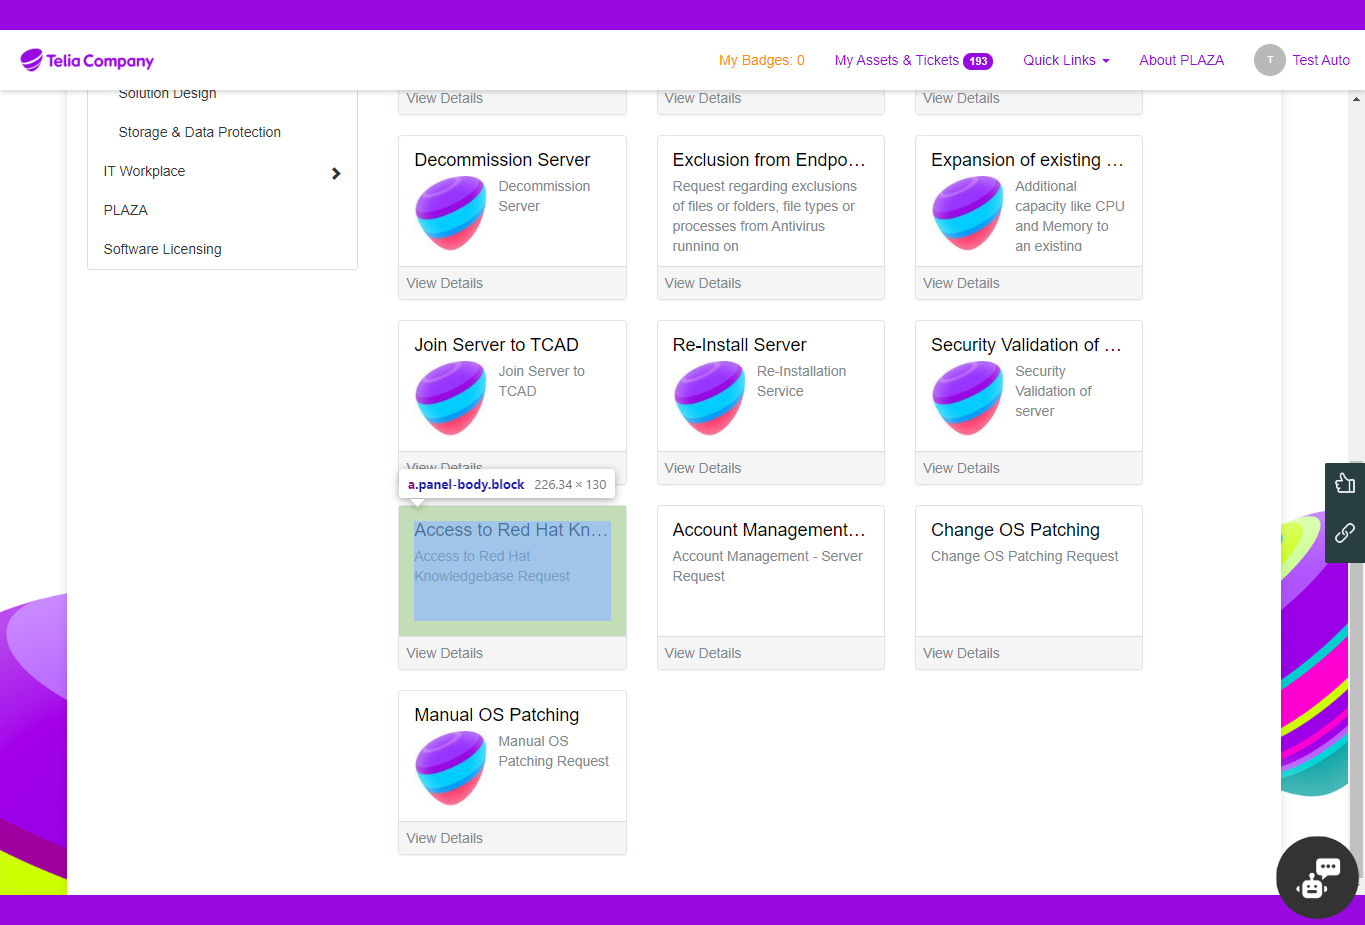 Telia Company
My Badges: 0
My Assets & Tickets 193
Quick Links
About PLAZA
T
Test Auto
Solution Design
Storage & Data Protection
IT Workplace
PLAZA
Software Licensing
View Details
View Details
View Details
Decommission Server
Decommission
Server
View Details
Exclusion from Endpo...
Request regarding exclusions
of files or folders, file types or
processes from Antivirus
running on
View Details
Expansion of existing ...
Additional
capacity like CPU
and Memory to
an existing
View Details
Join Server to TCAD
Join Server to
TCAD
View Details
Re-Install Server
Re-Installation
Service
View Details
Security Validation of ...
Security
Validation of
server
View Details
a.panel-body.block 226.34 × 130
Access to Red Hat Kn...
Access to Red Hat
Knowledgebase Request
View Details
Account Management...
Account Management - Server
Request
View Details
Change OS Patching
Change OS Patching Request
View Details
Manual OS Patching
Manual OS
Patching Request
View Details